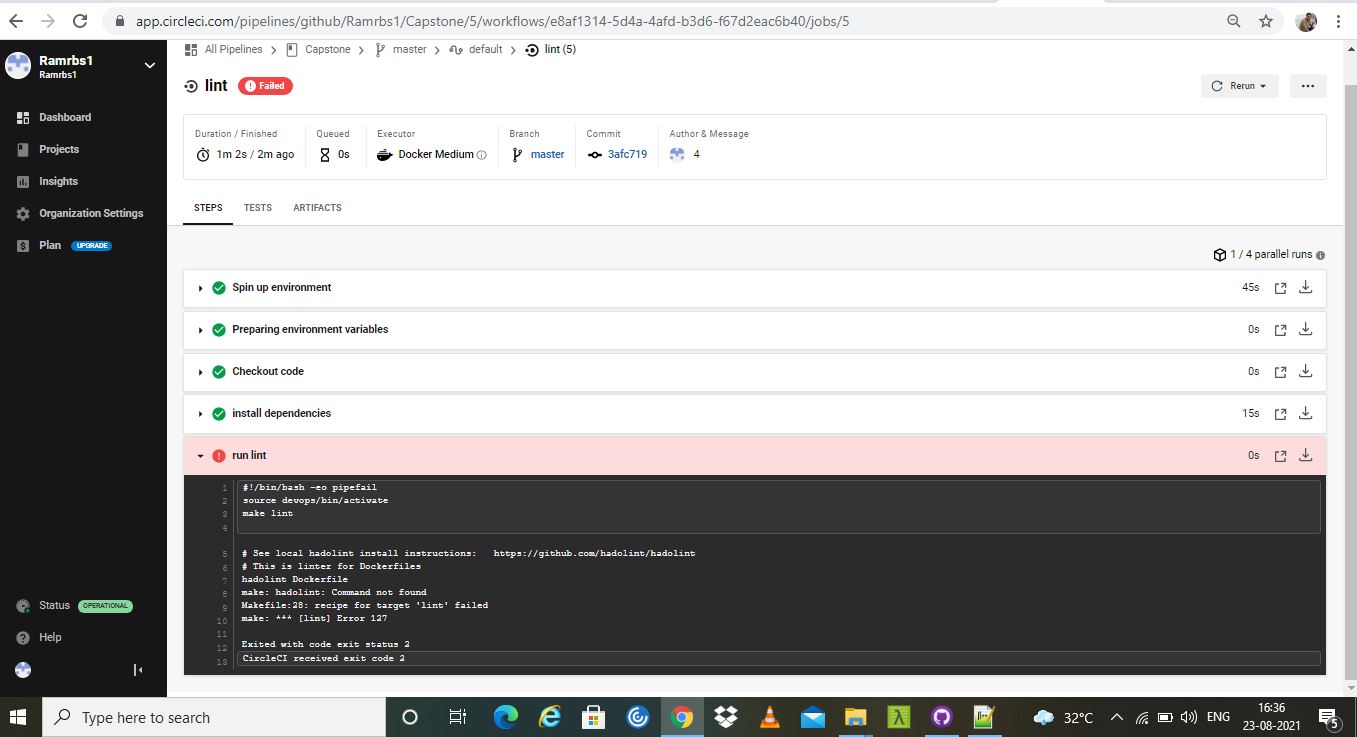 app.circleci.com/pipelines/github/Ramrbs1/Capstone/5/workflows/e8af1314-5d4a-4afd-b3d6-f67d2eac6b40/jobs/5
Ramrbs1
Ramrbs1
Dashboard
Projects
Insights
Organization Settings
Plan UPGRADE
Status OPERATIONAL
Help
All Pipelines Capstone master default lint (5)
lint Failed
Rerun
Duration / Finished Queued Executor Branch Commit Author & Message
1m 2s / 2m ago 0s Docker Medium master 3afc719 4
STEPS TESTS ARTIFACTS
1 / 4 parallel runs
Spin up environment 45s
Preparing environment variables 0s
Checkout code 0s
install dependencies 15s
run lint 0s
1 #!/bin/bash -eo pipefail
2 source devops/bin/activate
3 make lint
4
5 # See local hadolint install instructions: https://github.com/hadolint/hadolint
6 # This is linter for Dockerfiles
7 hadolint Dockerfile
8 make: hadolint: Command not found
9 Makefile:28: recipe for target 'lint' failed
10 make: *** [lint] Error 127
11
12 Exited with code exit status 2
13 CircleCI received exit code 2
Type here to search
32°C
ENG
16:36
23-08-2021
5